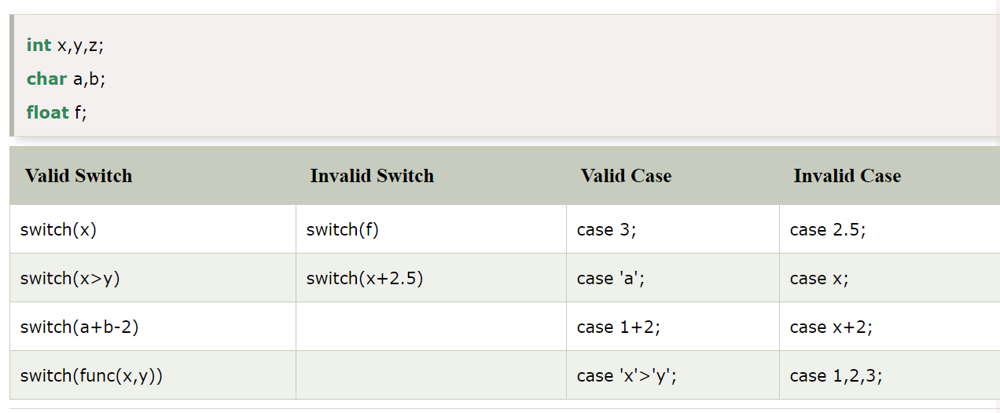 int x,y,z;
char a,b;
float f;
Valid Switch Invalid Switch Valid Case Invalid Case
switch(x) switch(f) case 3; case 2.5;
switch(x>y) switch(x+2.5) case 'a'; case x;
switch(a+b-2) case 1+2; case x+2;
switch(func(x,y)) case 'x'>'y'; case 1,2,3;